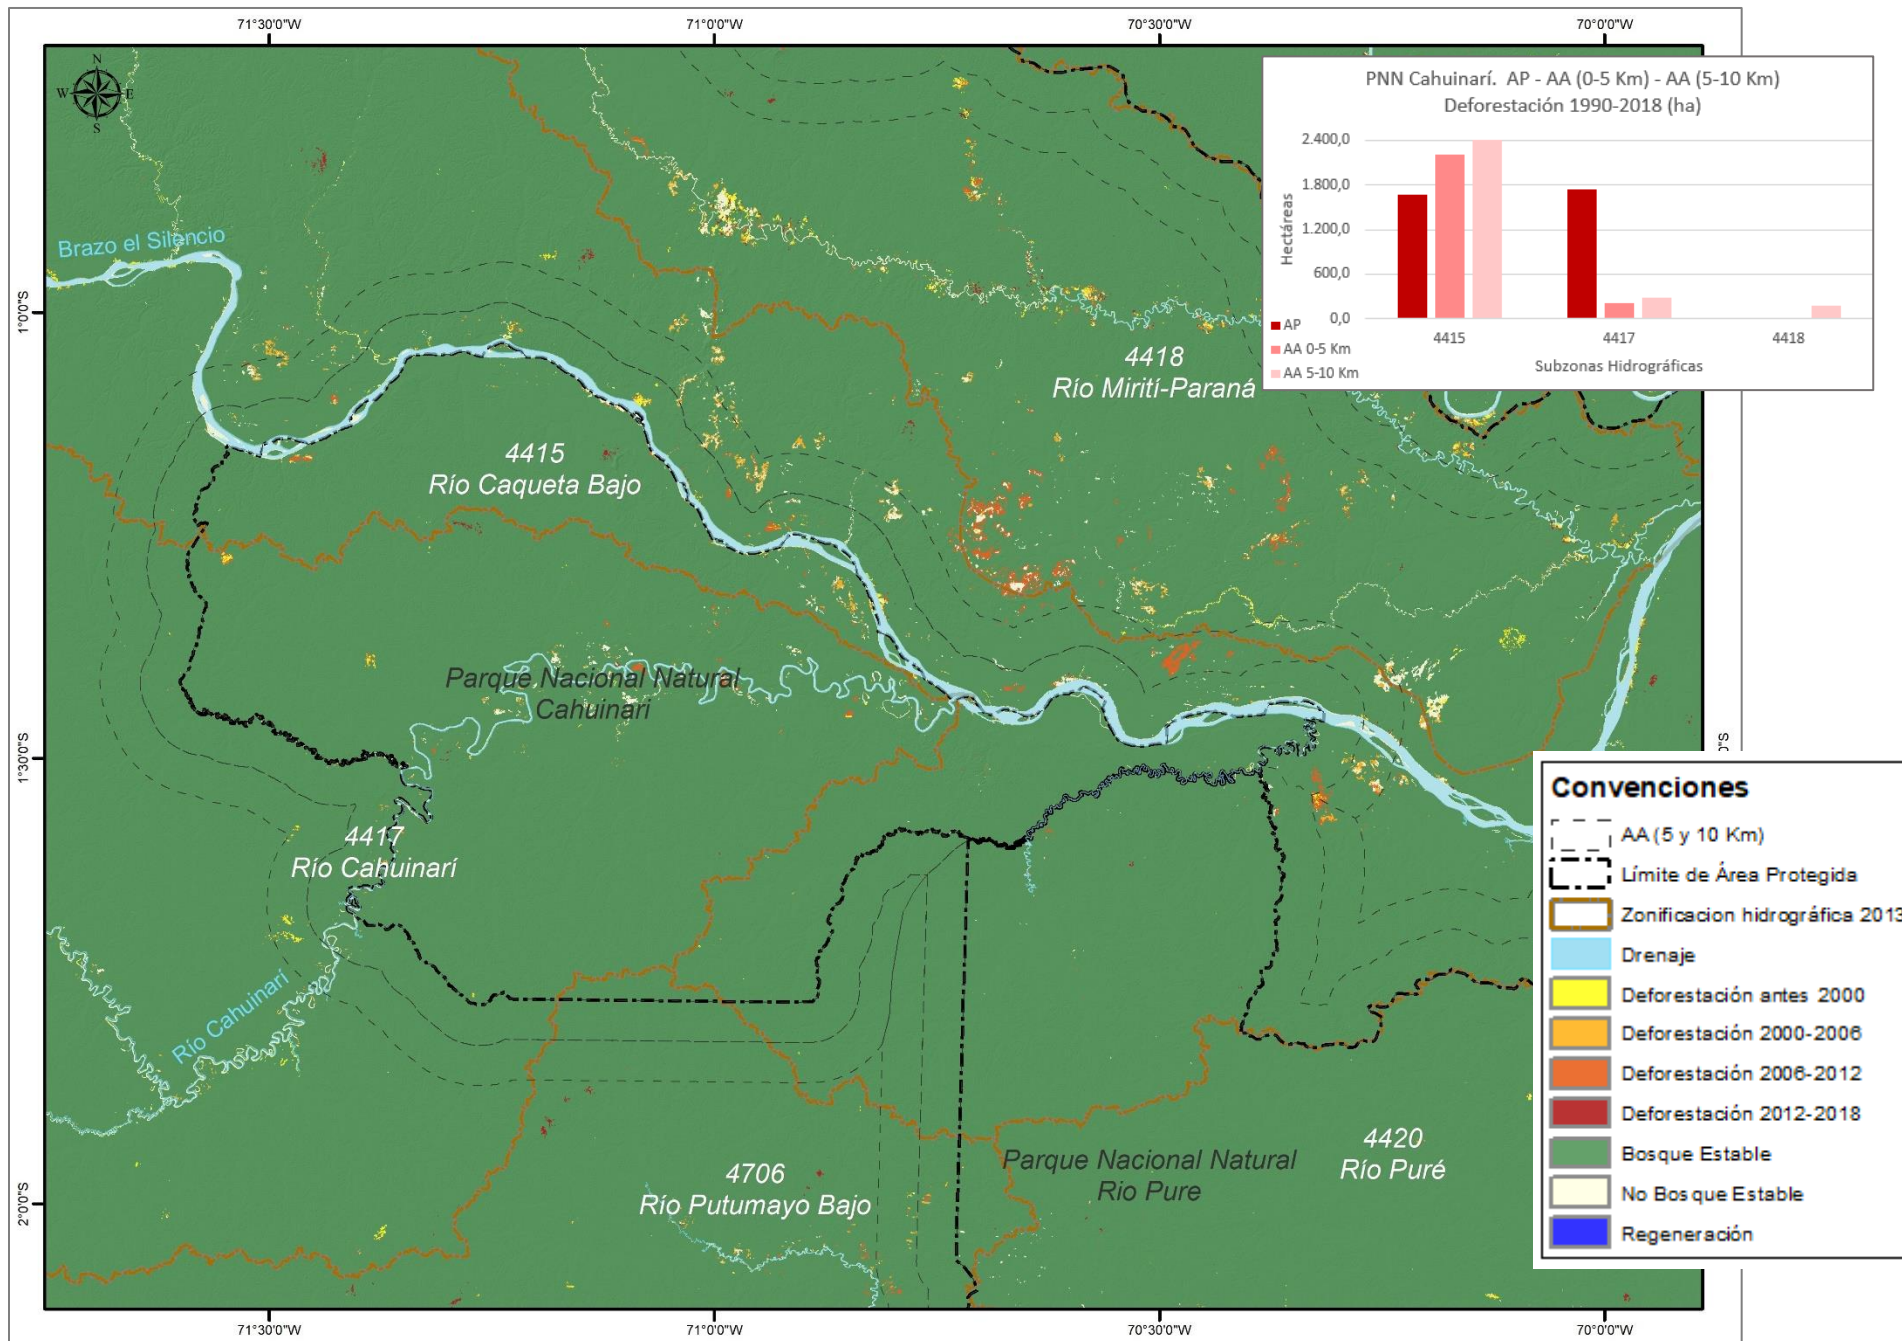 71°30'0"W
71°0'0"W
70°30'0"W
70°0'0"W
N
W
E
S
PNN Cahuinarí. AP - AA (0-5 Km) - AA (5-10 Km)
Deforestación 1990-2018 (ha)
2.400,0
1.800,0
1.200,0
600,0
0,0
Hectáreas
AP
AA 0-5 Km
AA 5-10 Km
4415
4417
4418
Subzonas Hidrográficas
Brazo el Silencio
1°0'0"S
4418
Río Mirití-Paraná
4415
Río Caqueta Bajo
Parque Nacional Natural
Cahuinari
1°30'0"S
0"S
4417
Río Cahuinarí
Río Cahuinarí
4706
Río Putumayo Bajo
Parque Nacional Natural
Rio Pure
4420
Río Puré
2°0'0"S
Convenciones
AA (5 y 10 Km)
Límite de Área Protegida
Zonificacion hidrográfica 2013
Drenaje
Deforestación antes 2000
Deforestación 2000-2006
Deforestación 2006-2012
Deforestación 2012-2018
Bosque Estable
No Bosque Estable
Regeneración
71°30'0"W
71°0'0"W
70°30'0"W
70°0'0"W